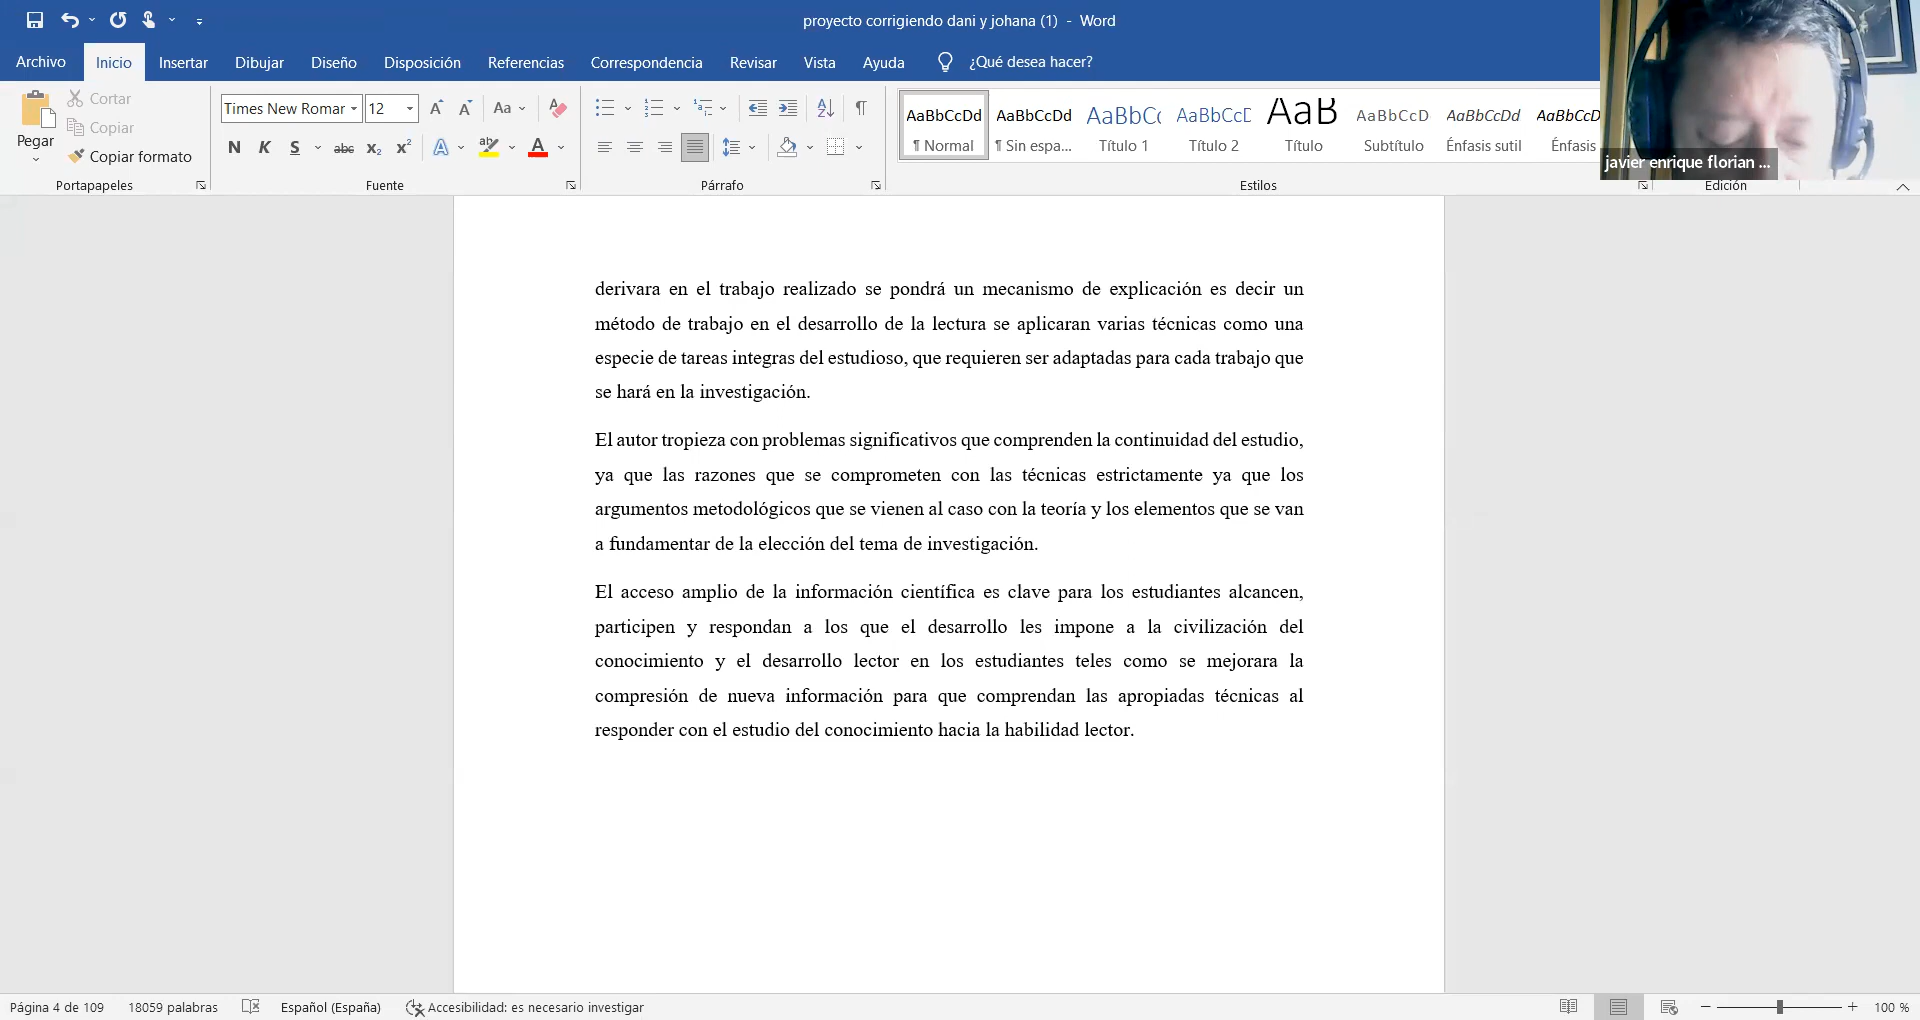 proyecto corrigiendo dani y johana (1) - Word
Archivo Inicio Insertar Dibujar Diseño Disposición Referencias Correspondencia Revisar Vista Ayuda ¿Qué desea hacer?
Pegar
Cortar
Copiar
Copiar formato
Portapapeles
Times New Romar 12
Aa
N K S abc x₂ x² A aby A
Fuente
Párrafo
AaBbCcDd AaBbCcDd AaBbCc AaBbCcD AaB AaBbCcD AaBbCcDd AaBbCcD
¶ Normal ¶ Sin espa... Título 1 Título 2 Título Subtítulo Énfasis sutil Énfasis
Estilos
Edición
javier enrique florian ...
derivara en el trabajo realizado se pondrá un mecanismo de explicación es decir un
método de trabajo en el desarrollo de la lectura se aplicaran varias técnicas como una
especie de tareas integras del estudioso, que requieren ser adaptadas para cada trabajo que
se hará en la investigación.
El autor tropieza con problemas significativos que comprenden la continuidad del estudio,
ya que las razones que se comprometen con las técnicas estrictamente ya que los
argumentos metodológicos que se vienen al caso con la teoría y los elementos que se van
a fundamentar de la elección del tema de investigación.
El acceso amplio de la información científica es clave para los estudiantes alcancen,
participen y respondan a los que el desarrollo les impone a la civilización del
conocimiento y el desarrollo lector en los estudiantes teles como se mejorara la
compresión de nueva información para que comprendan las apropiadas técnicas al
responder con el estudio del conocimiento hacia la habilidad lector.
Página 4 de 109 18059 palabras Español (España) Accesibilidad: es necesario investigar 100 %